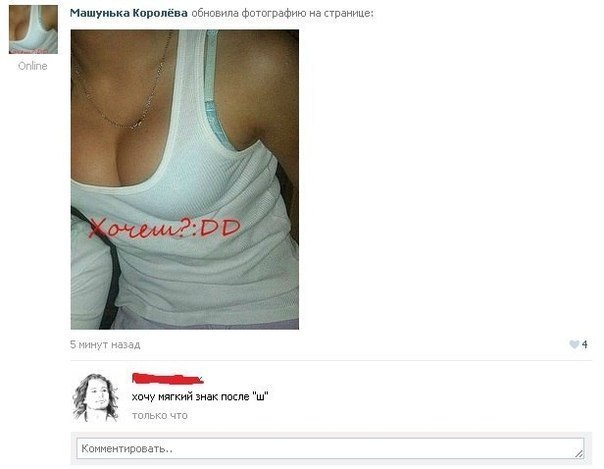 Машунька Королёва обновила фотографию на странице:
Online
Хочеш?:DD
5 минут назад
4
хочу мягкий знак после "ш"
только что
Комментировать..